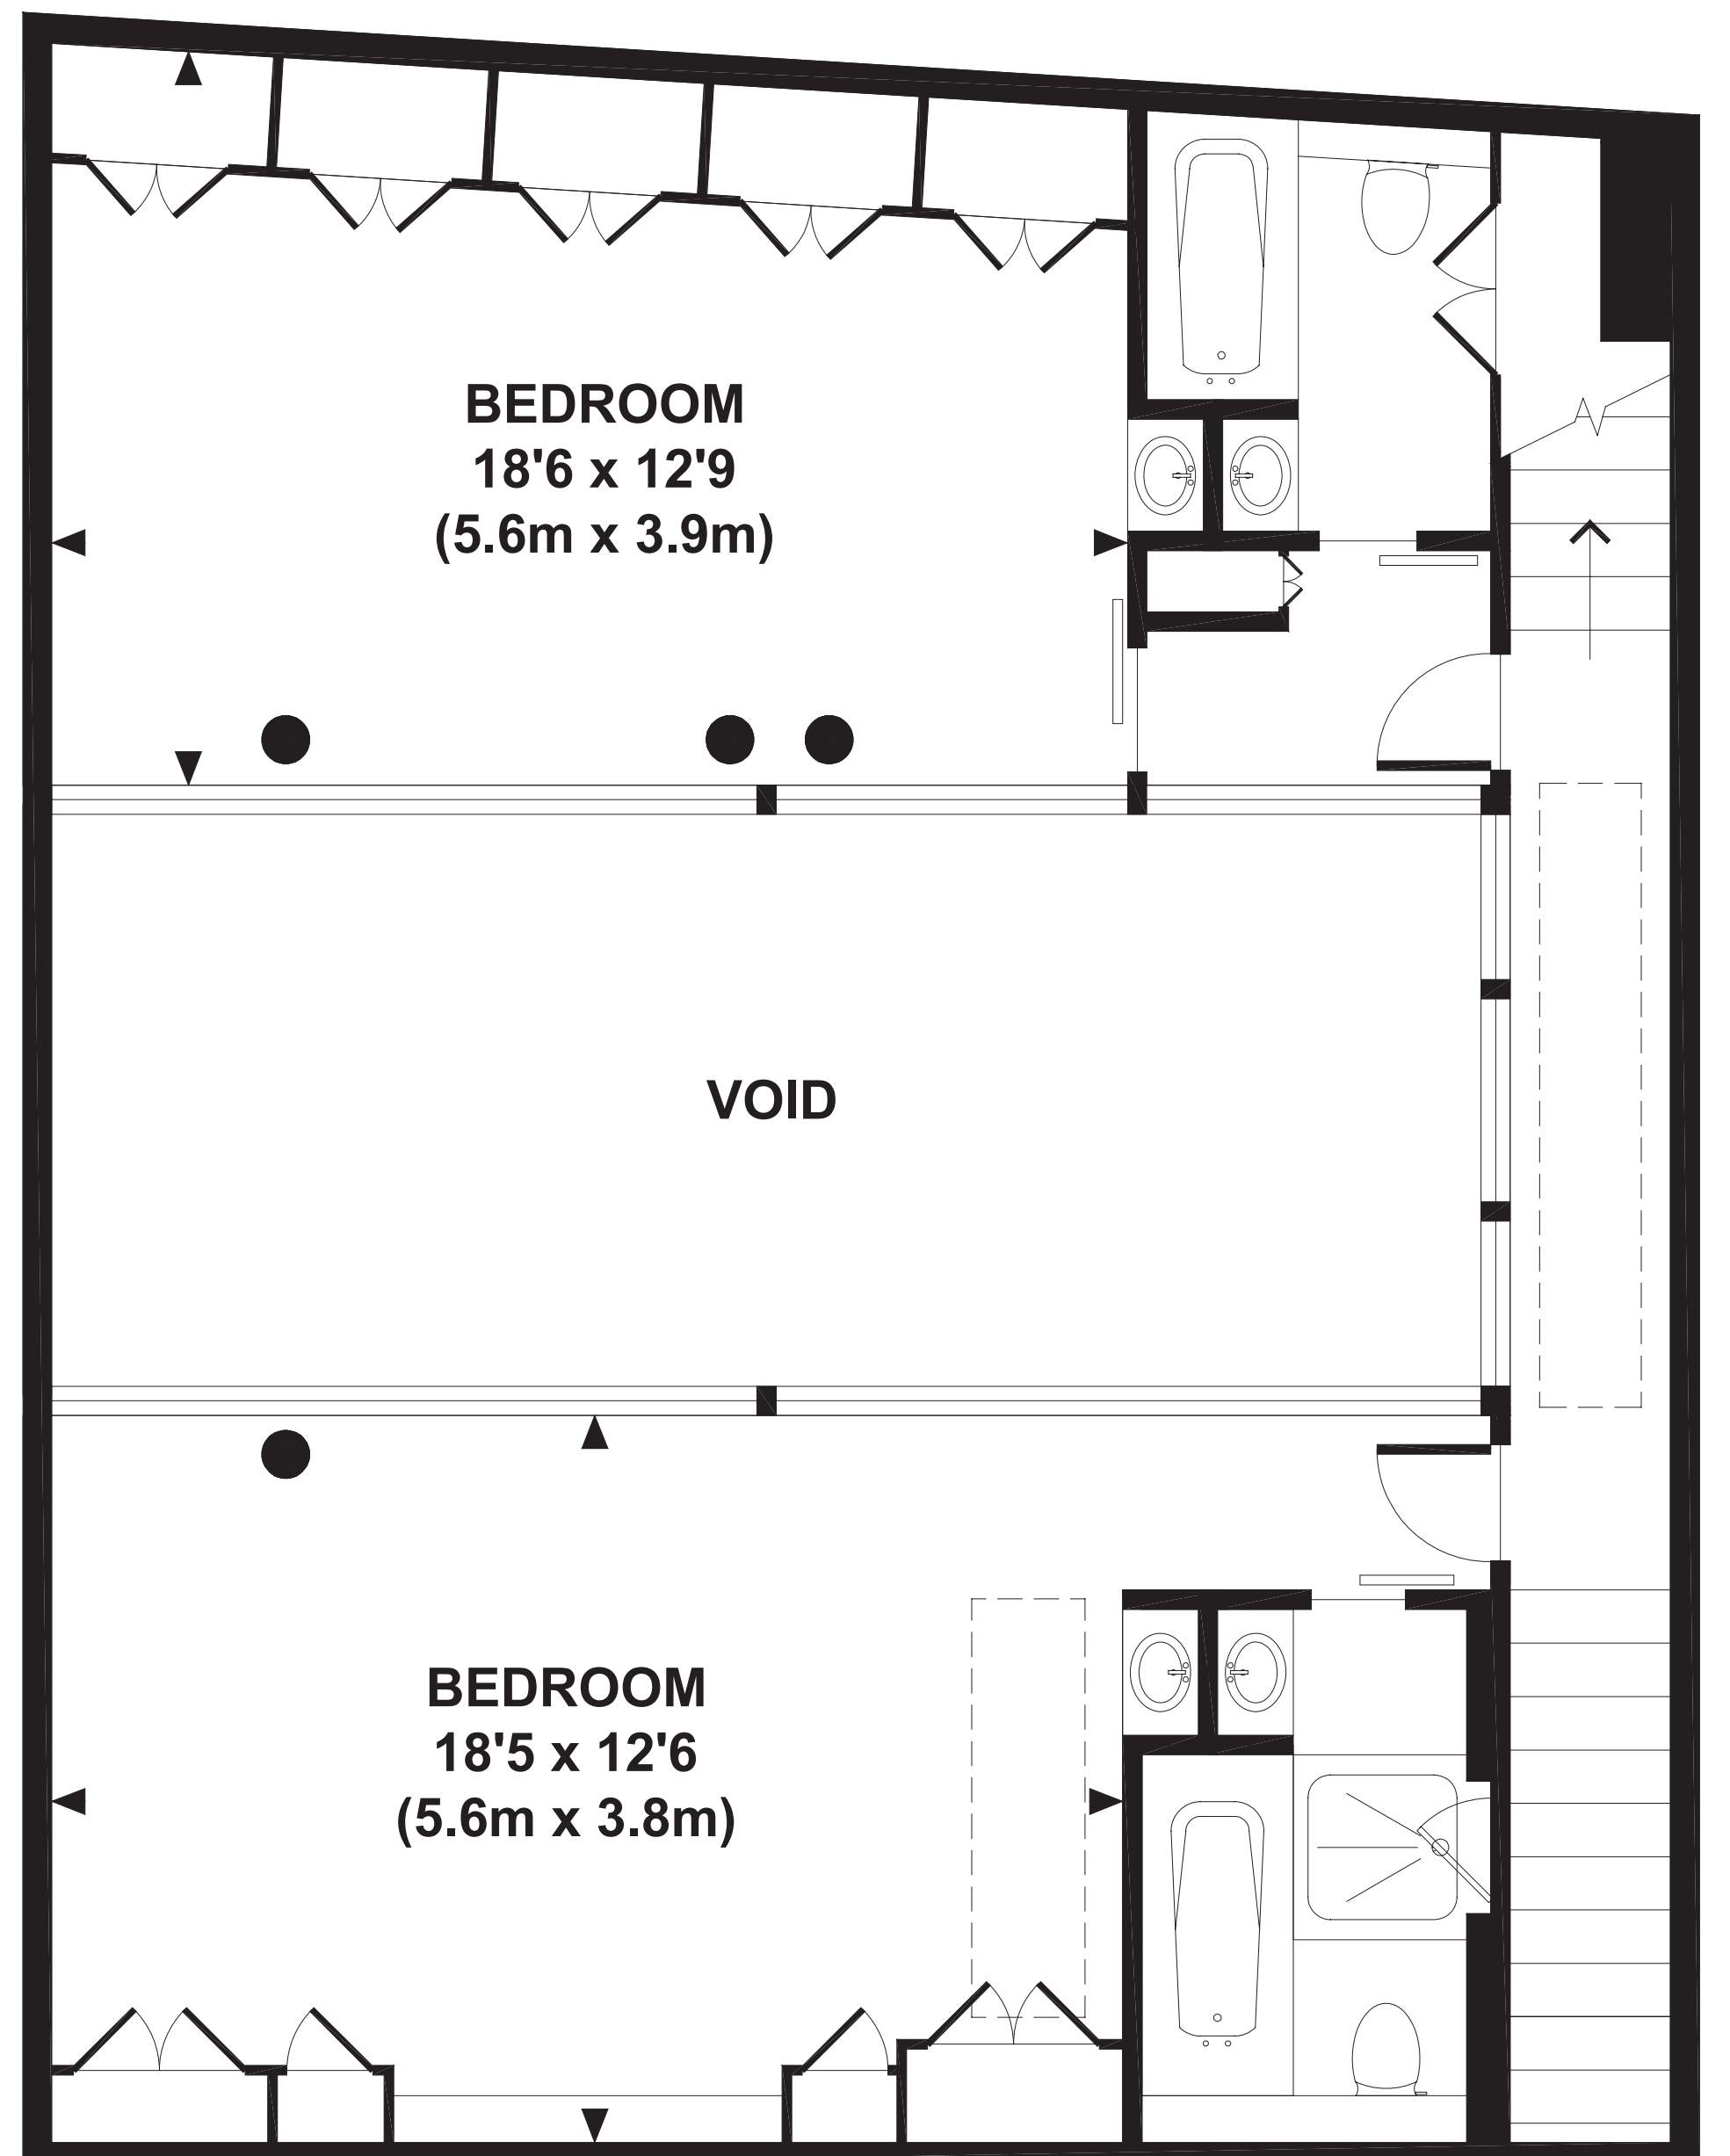 BEDROOM
18'6 x 12'9
(5.6m x 3.9m)
VOID
BEDROOM
18'5 x 12'6
(5.6m x 3.8m)